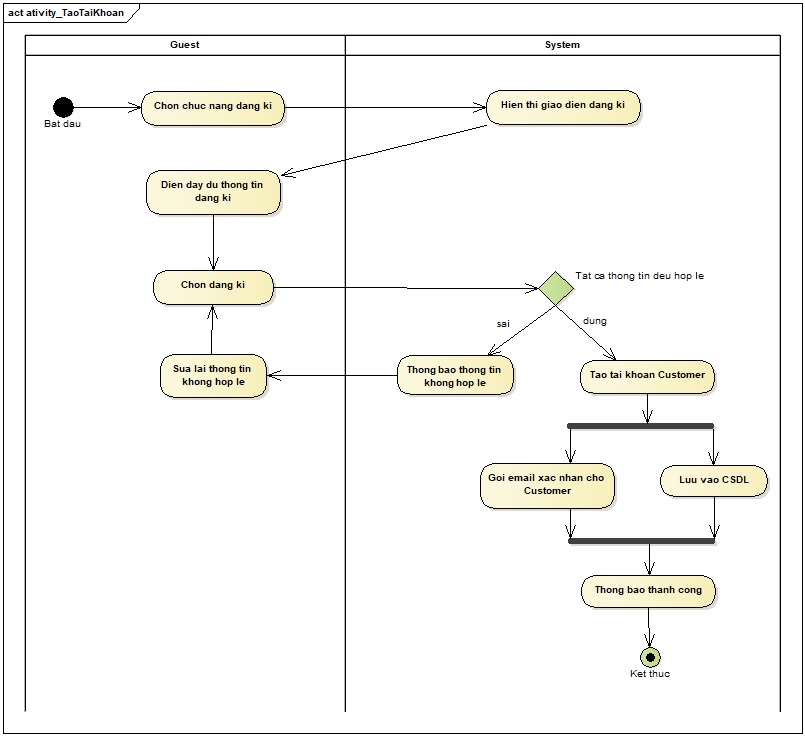 act ativity_TaoTaiKhoan
Guest
System
Bat dau
Chon chuc nang dang ki
Hien thi giao dien dang ki
Dien day du thong tin
dang ki
Chon dang ki
Tat ca thong tin deu hop le
sai
dung
Sua lai thong tin
khong hop le
Thong bao thong tin
khong hop le
Tao tai khoan Customer
Goi email xac nhan cho
Customer
Luu vao CSDL
Thong bao thanh cong
Ket thuc